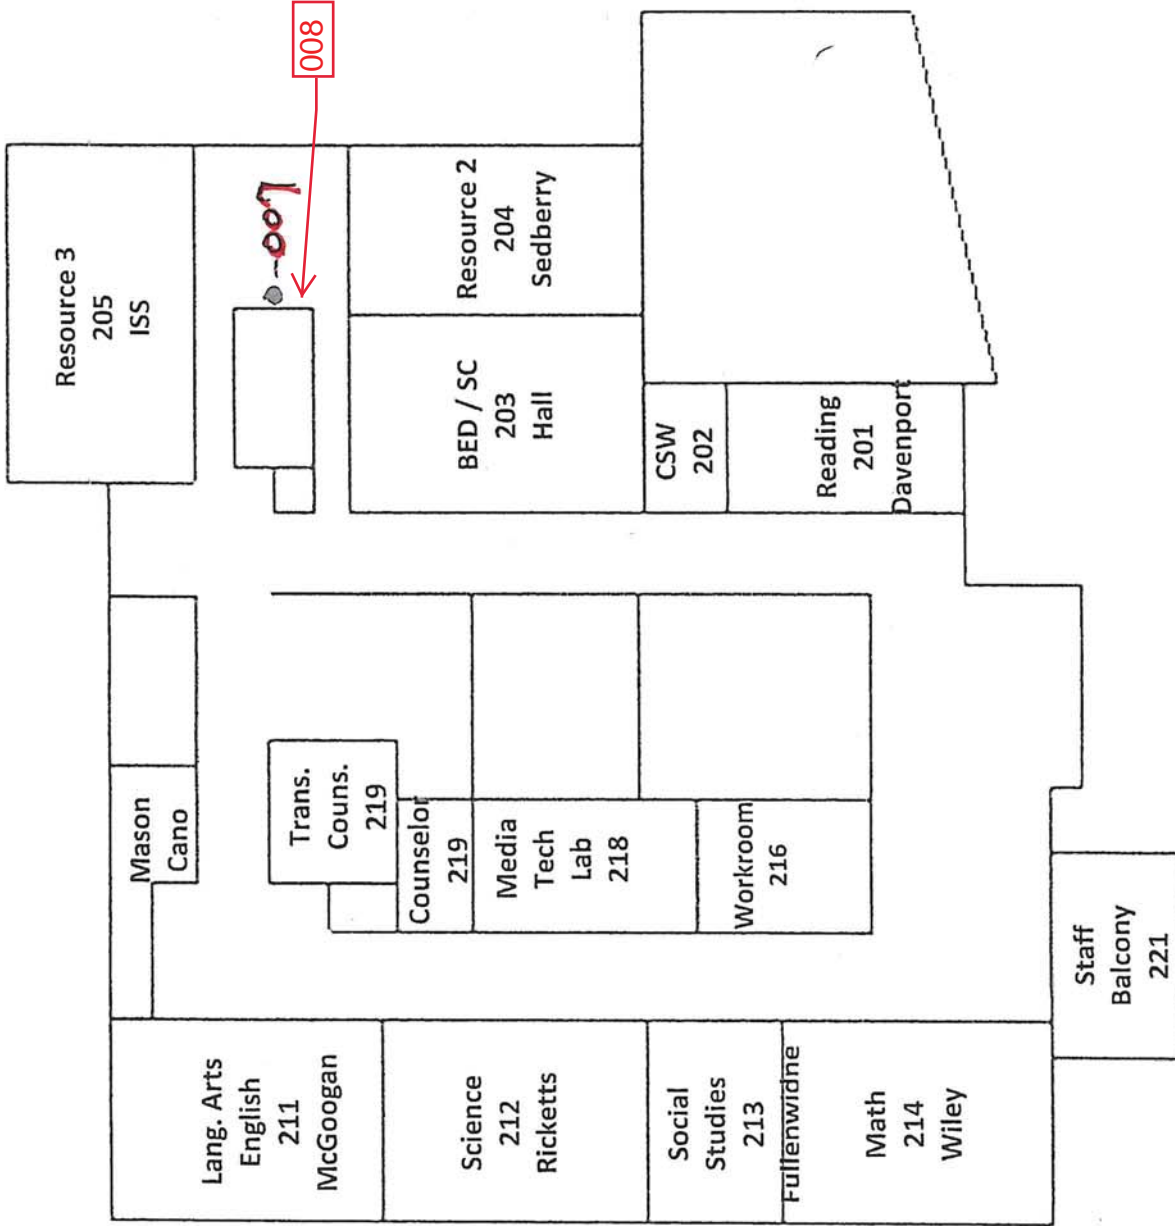 Lang. Arts
English
211
McGoogan
Science
212
Ricketts
Social
Studies
213
Fullenwidne
Math
214
Wiley
Staff
Balcony
221
Mason
Cano
Trans.
Couns.
219
Counselor
219
Media
Tech
Lab
218
Workroom
216
Resource 3
205
ISS
007
008
BED / SC
203
Hall
Resource 2
204
Sedberry
CSW
202
Reading
201
Davenport